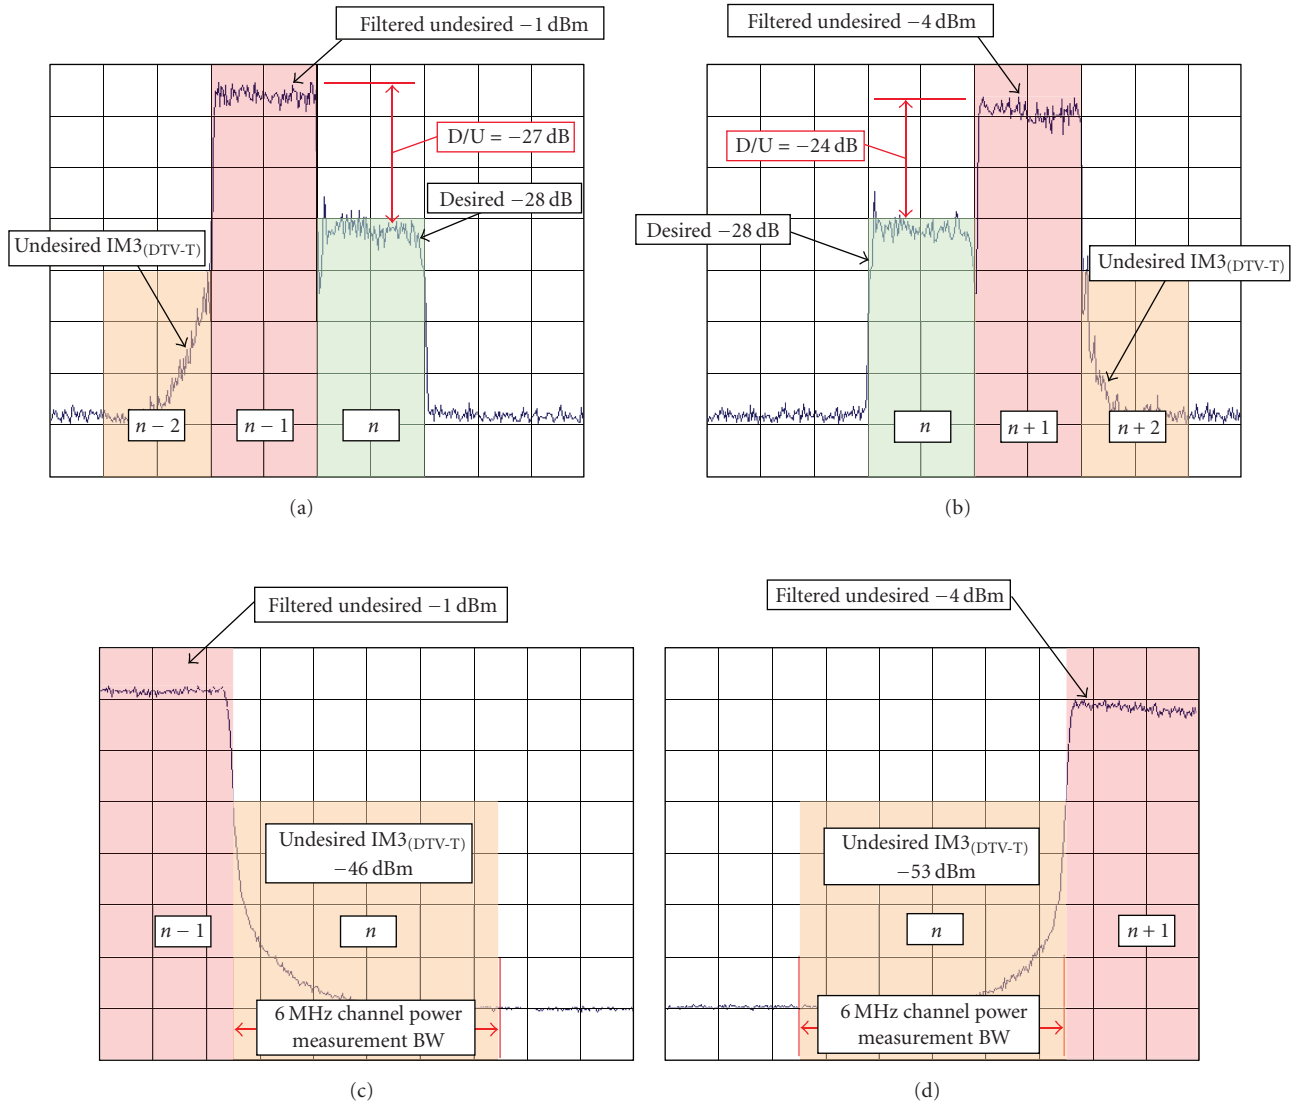 Filtered undesired −1 dBm
D/U = −27 dB
Desired −28 dB
Undesired IM3(DTV-T)
n − 2
n − 1
n
(a)
Filtered undesired −4 dBm
D/U = −24 dB
Desired −28 dB
Undesired IM3(DTV-T)
n
n + 1
n + 2
(b)
Filtered undesired −1 dBm
Undesired IM3(DTV-T)
−46 dBm
n − 1
n
6 MHz channel power
measurement BW
(c)
Filtered undesired −4 dBm
Undesired IM3(DTV-T)
−53 dBm
n
n + 1
6 MHz channel power
measurement BW
(d)